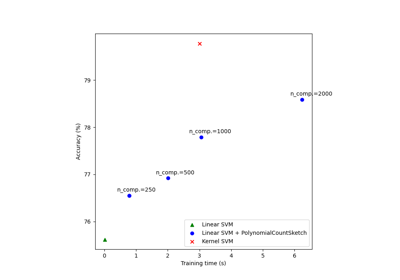 79
78
77
76
Accuracy (%)
n_comp.=2000
n_comp.=1000
n_comp.=500
n_comp.=250
Linear SVM
Linear SVM + PolynomialCountSketch
Kernel SVM
0 1 2 3 4 5 6
Training time (s)